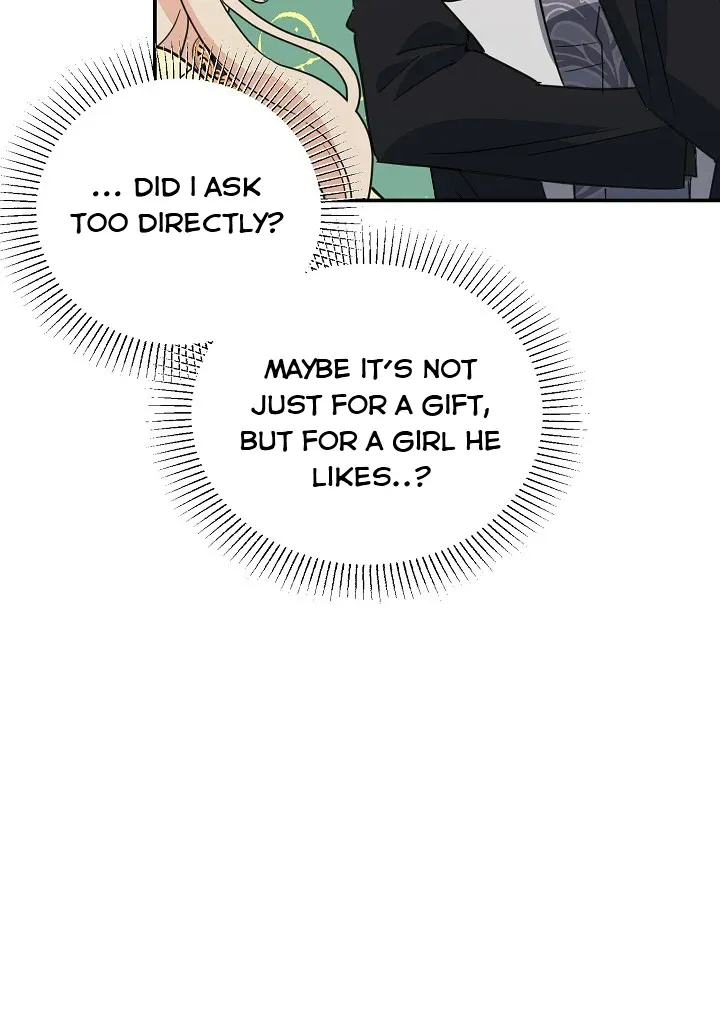 ... DID I ASK
TOO DIRECTLY?
MAYBE IT'S NOT
JUST FOR A GIFT,
BUT FOR A GIRL HE
LIKES..?